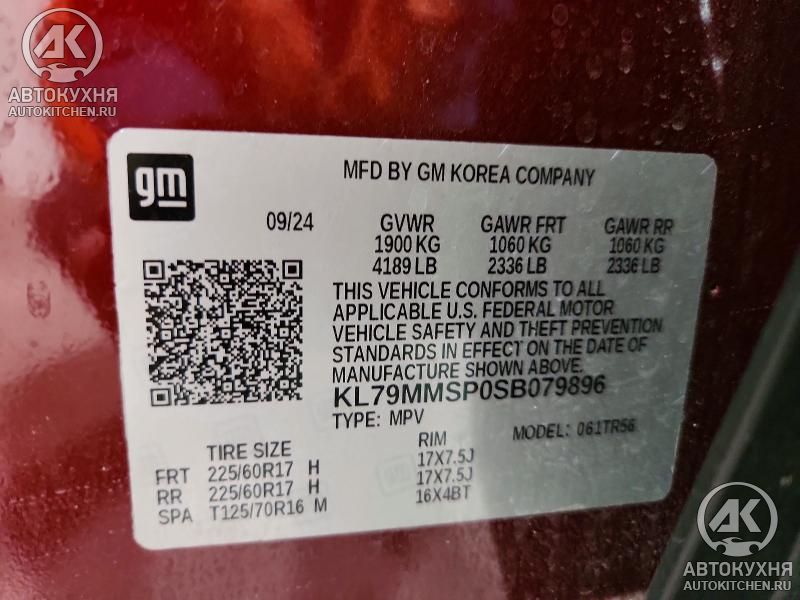 AK
АВТОКУХНЯ
AUTOKITCHEN.RU
gm
MFD BY GM KOREA COMPANY
09/24 GVWR GAWR FRT GAWR RR
1900 KG 1060 KG 1060 KG
4189 LB 2336 LB 2336 LB
THIS VEHICLE CONFORMS TO ALL
APPLICABLE U.S. FEDERAL MOTOR
VEHICLE SAFETY AND THEFT PREVENTION
STANDARDS IN EFFECT ON THE DATE OF
MANUFACTURE SHOWN ABOVE.
KL79MMSP0SB079896
TYPE: MPV MODEL: 061TR56
TIRE SIZE RIM
FRT 225/60R17 H 17X7.5J
RR 225/60R17 H 17X7.5J
SPA T125/70R16 M 16X4BT
AK
АВТОКУХНЯ
AUTOKITCHEN.RU